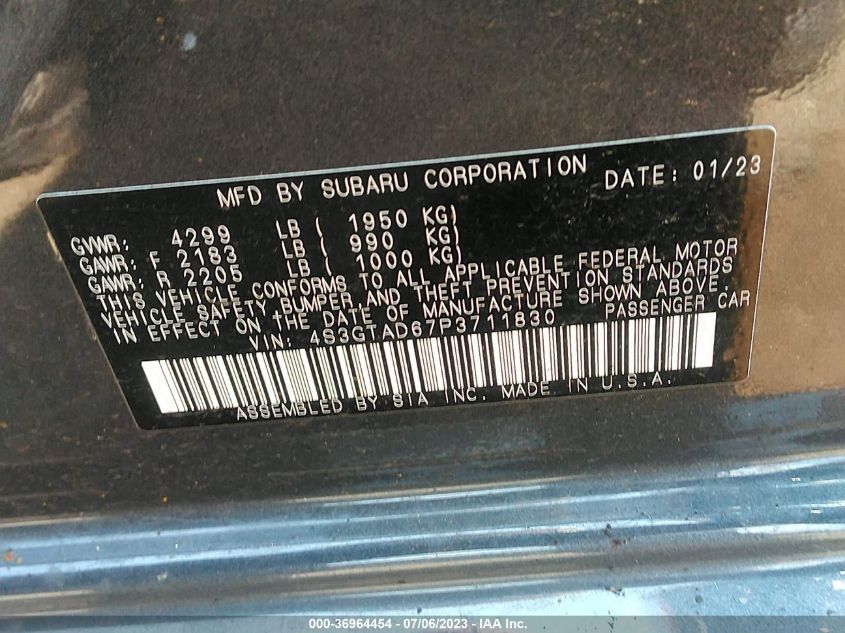 MFD BY SUBARU CORPORATION DATE: 01/23
GVWR: 4299 LB ( 1950 KG)
GAWR: F 2183 LB ( 990 KG)
GAWR: R 2205 LB ( 1000 KG)
THIS VEHICLE CONFORMS TO ALL APPLICABLE FEDERAL MOTOR
VEHICLE SAFETY, BUMPER, AND THEFT PREVENTION STANDARDS
IN EFFECT ON THE DATE OF MANUFACTURE SHOWN ABOVE.
VIN: 4S3GTAD67P3711830 PASSENGER CAR
ASSEMBLED BY SIA INC. MADE IN U.S.A.
000-36964454 - 07/06/2023 - IAA Inc.